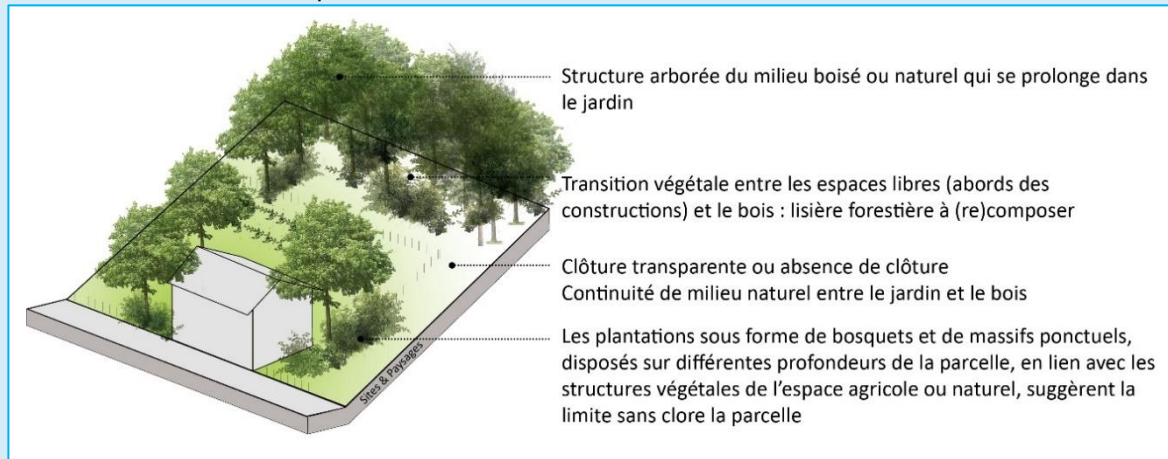 Structure arborée du milieu boisé ou naturel qui se prolonge dans
le jardin
Transition végétale entre les espaces libres (abords des
constructions) et le bois : lisière forestière à (re)composer
Clôture transparente ou absence de clôture
Continuité de milieu naturel entre le jardin et le bois
Les plantations sous forme de bosquets et de massifs ponctuels,
disposés sur différentes profondeurs de la parcelle, en lien avec les
structures végétales de l'espace agricole ou naturel, suggèrent la
limite sans clore la parcelle
Sites & Paysages